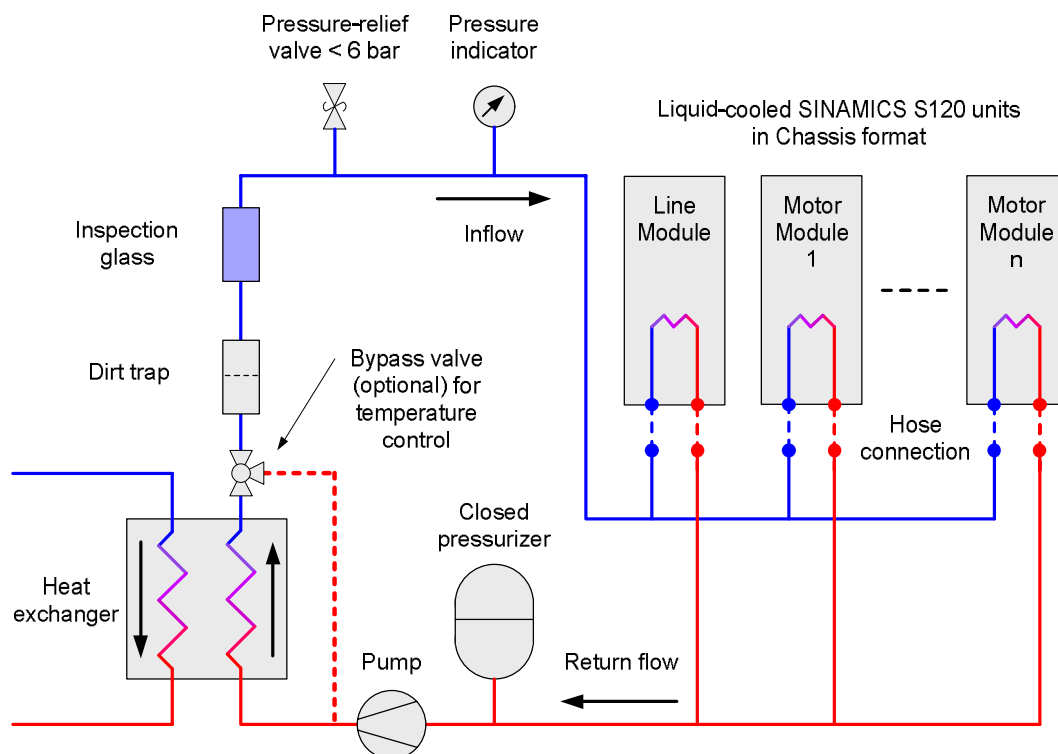 Pressure-relief
valve < 6 bar
Pressure
indicator
Liquid-cooled SINAMICS S120 units
in Chassis format
Line
Module
Motor
Module
1
Motor
Module
n
Inspection
glass
Inflow
Dirt trap
Bypass valve
(optional) for
temperature
control
Hose
connection
Closed
pressurizer
Heat
exchanger
Pump
Return flow